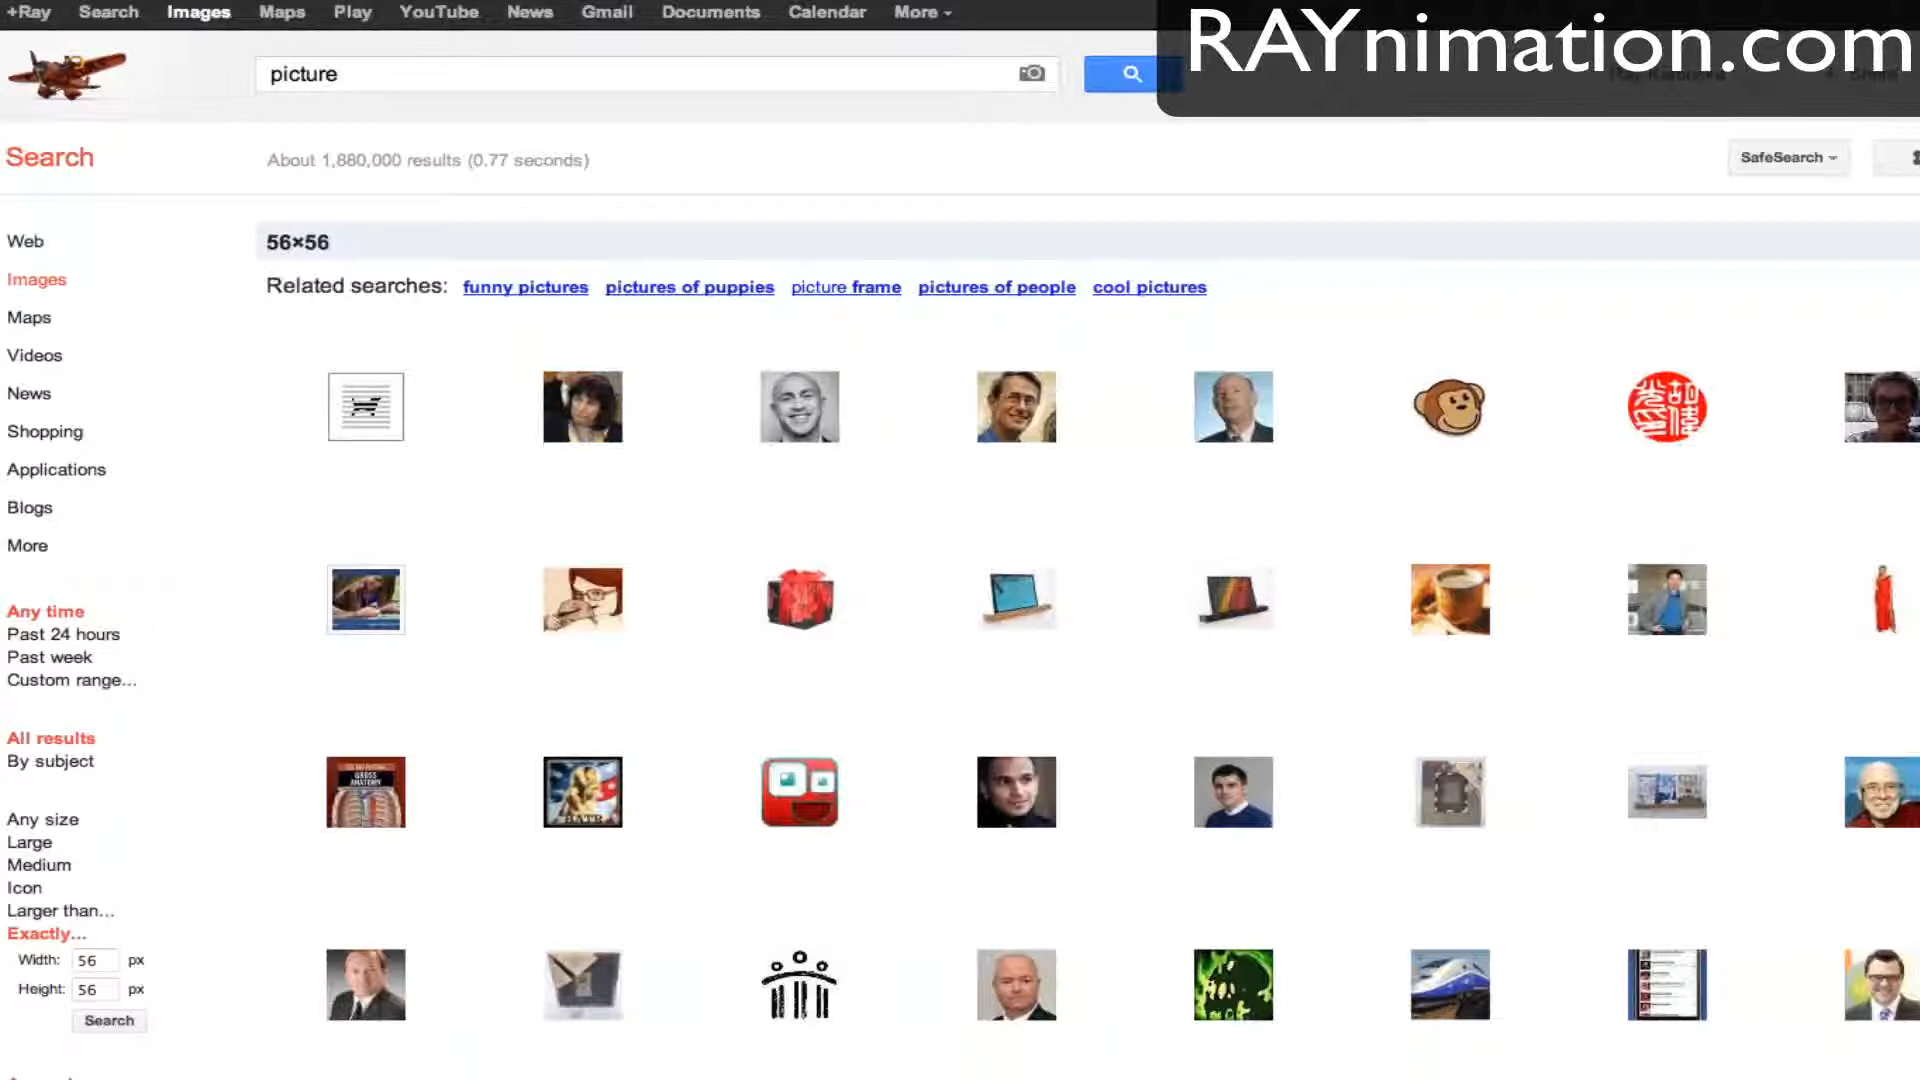 +Ray Search Images Maps Play YouTube News Gmail Documents Calendar More
RAYnimation.com
picture
Search
About 1,880,000 results (0.77 seconds)
SafeSearch
56×56
Related searches: funny pictures pictures of puppies picture frame pictures of people cool pictures
Web
Images
Maps
Videos
News
Shopping
Applications
Blogs
More
Any time
Past 24 hours
Past week
Custom range...
All results
By subject
Any size
Large
Medium
Icon
Larger than...
Exactly...
Width: 56 px
Height: 56 px
Search
GROSS
ANATOMY